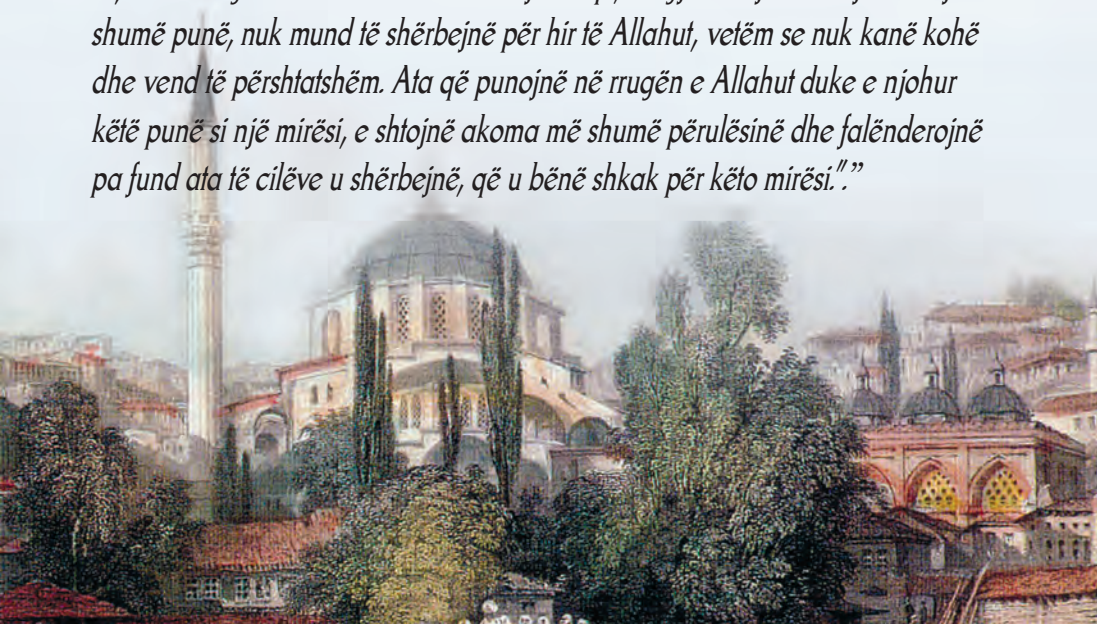 shumë punë, nuk mund të shërbejnë për hir të Allahut, vetëm se nuk kanë kohë
dhe vend të përshtatshëm. Ata që punojnë në rrugën e Allahut duke e njohur
këtë punë si një mirësi, e shtojnë akoma më shumë përulësinë dhe falënderojnë
pa fund ata të cilëve u shërbejnë, që u bënë shkak për këto mirësi.".”